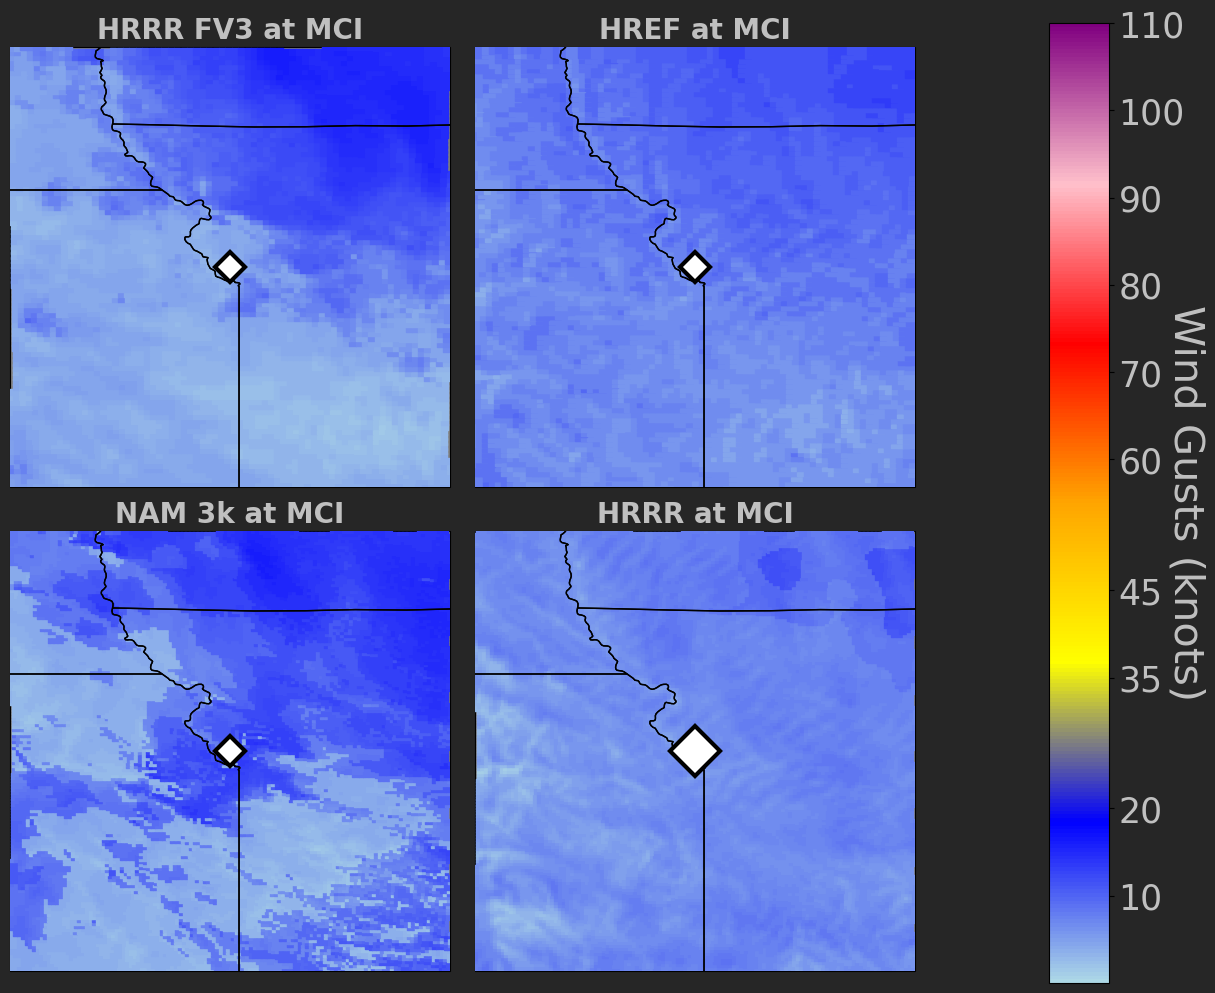 HRRR FV3 at MCI
HREF at MCI
NAM 3k at MCI
HRRR at MCI
110
100
90
80
70
60
45
35
20
10
Wind Gusts (knots)